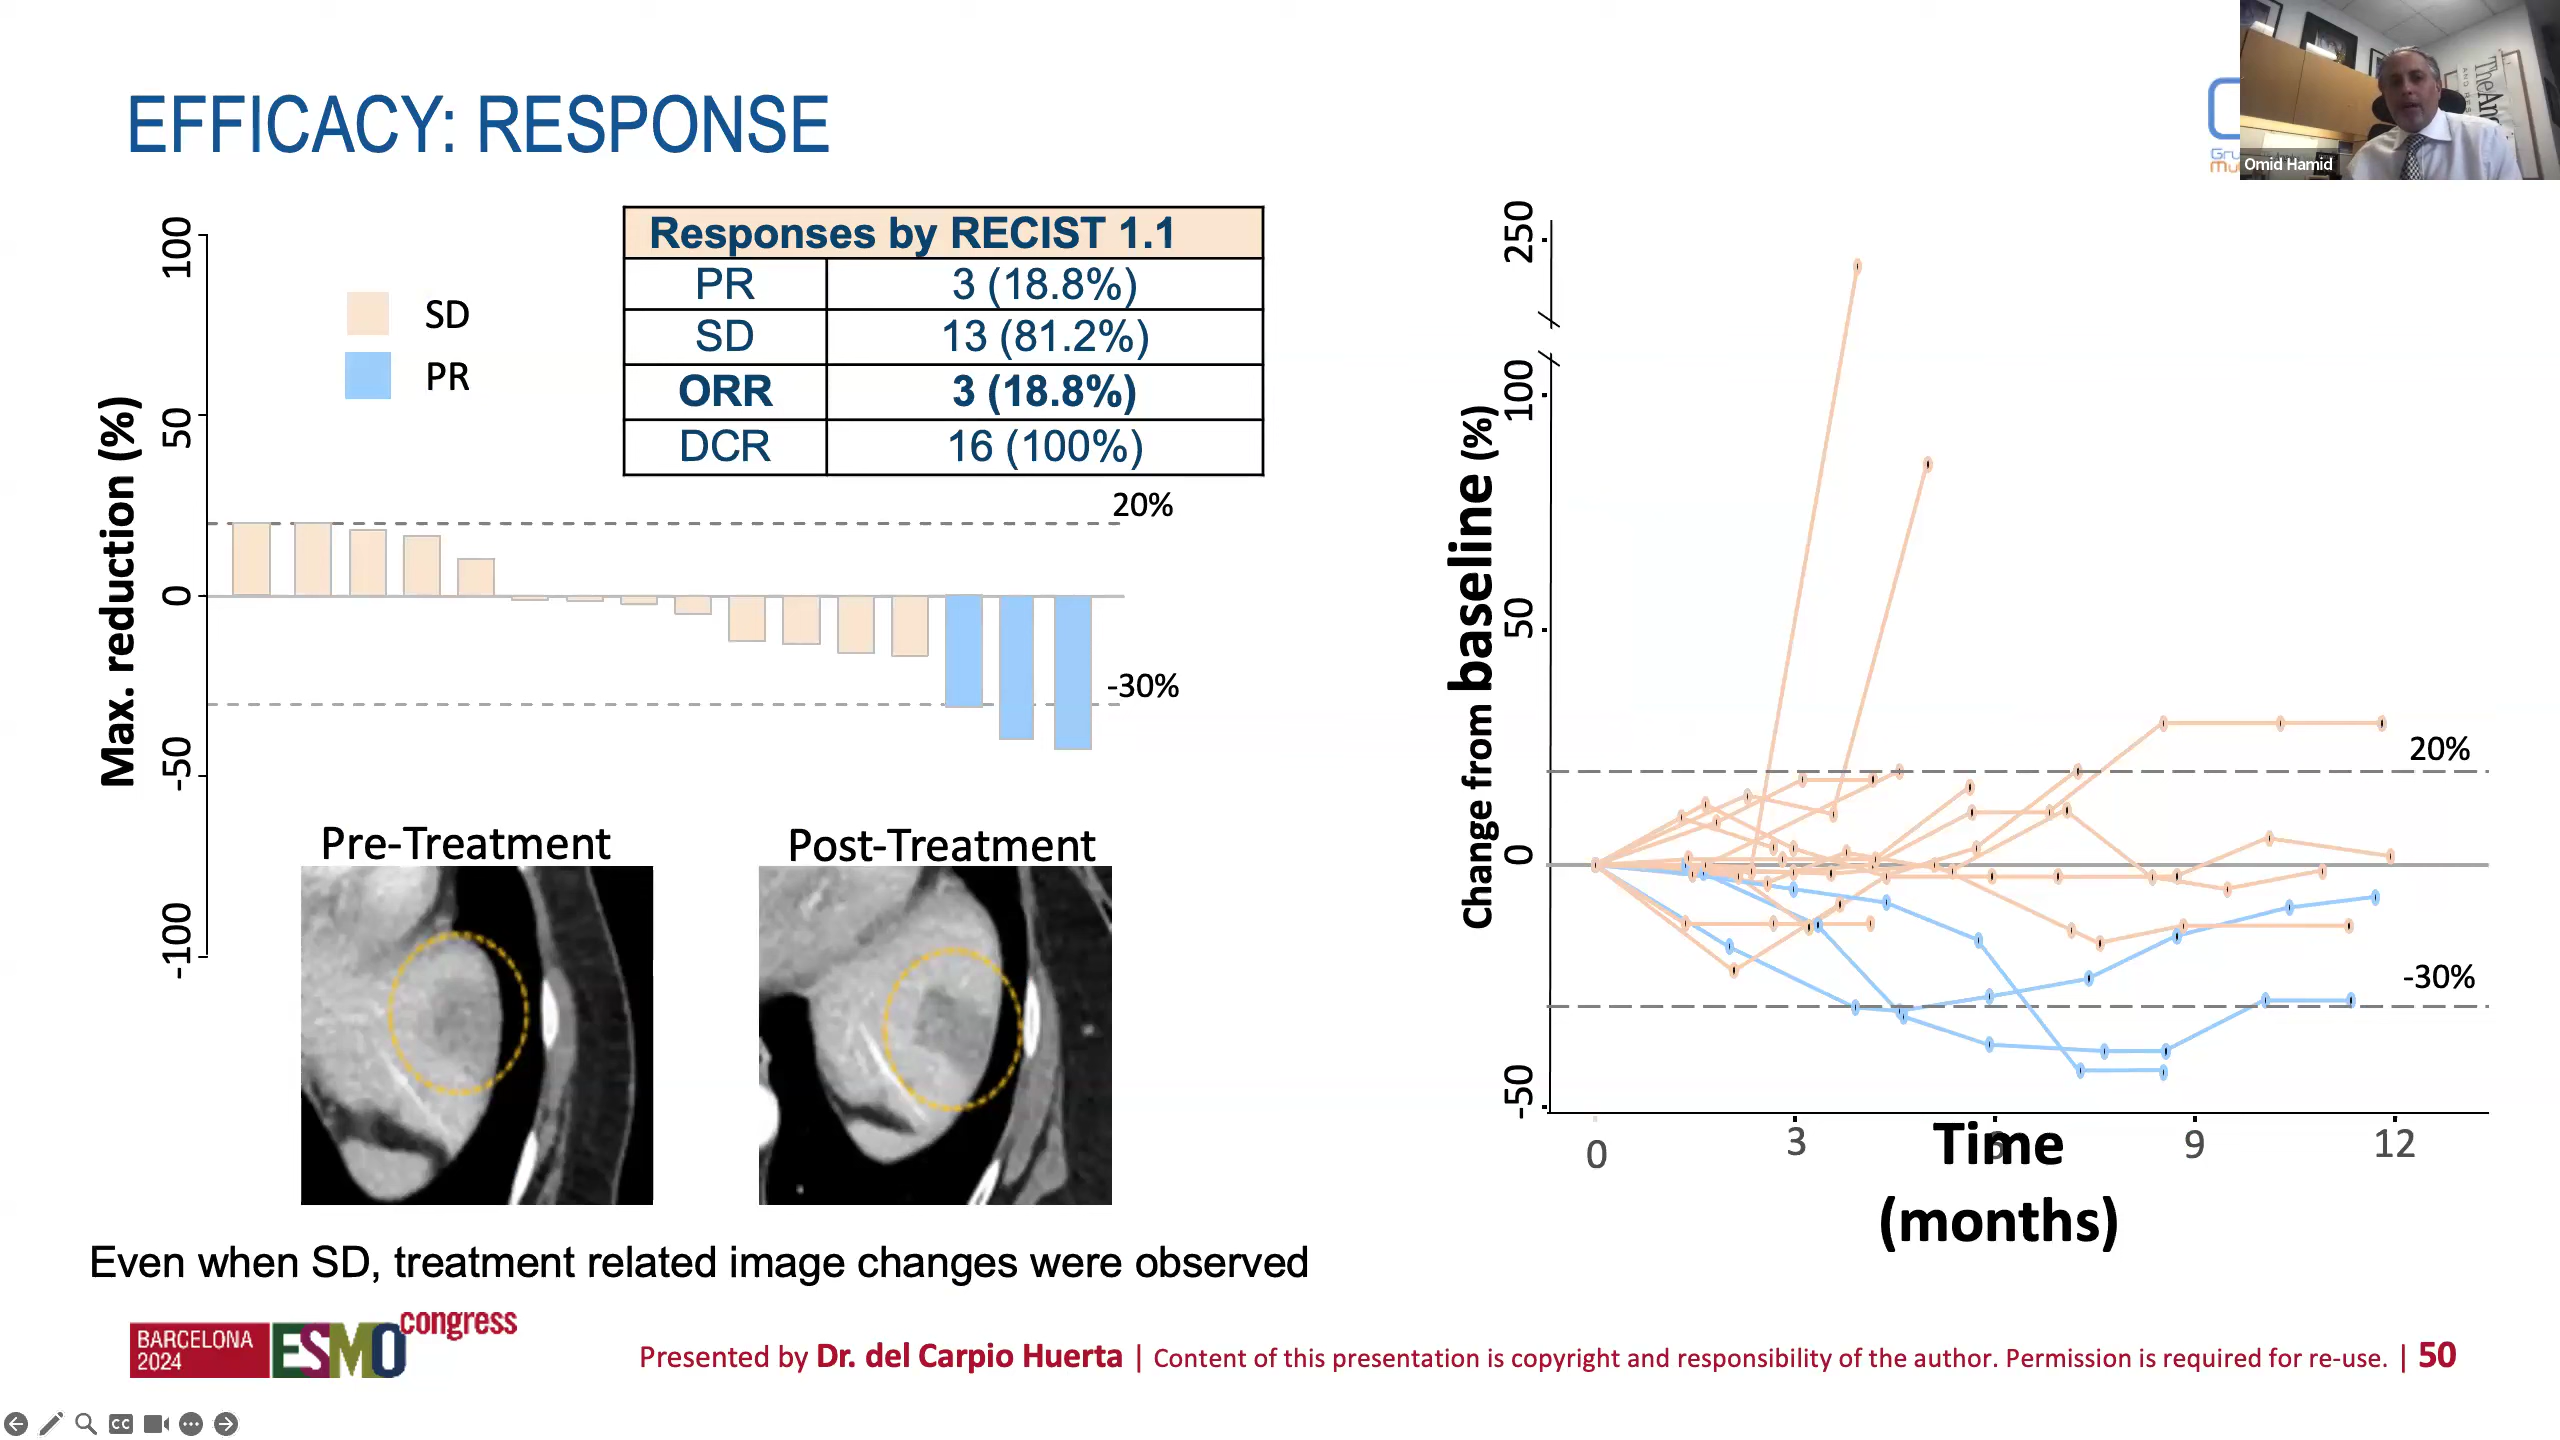 EFFICACY: RESPONSE
Omid Hamid
Responses by RECIST 1.1
PR 3 (18.8%)
SD 13 (81.2%)
ORR 3 (18.8%)
DCR 16 (100%)
SD
PR
Max. reduction (%)
100
50
0
-50
-100
20%
-30%
Pre-Treatment
Post-Treatment
Even when SD, treatment related image changes were observed
Change from baseline (%)
250
100
50
0
-50
20%
-30%
0 3 6 9 12
Time
(months)
BARCELONA
2024
ESMO congress
Presented by Dr. del Carpio Huerta | Content of this presentation is copyright and responsibility of the author. Permission is required for re-use. | 50
CC